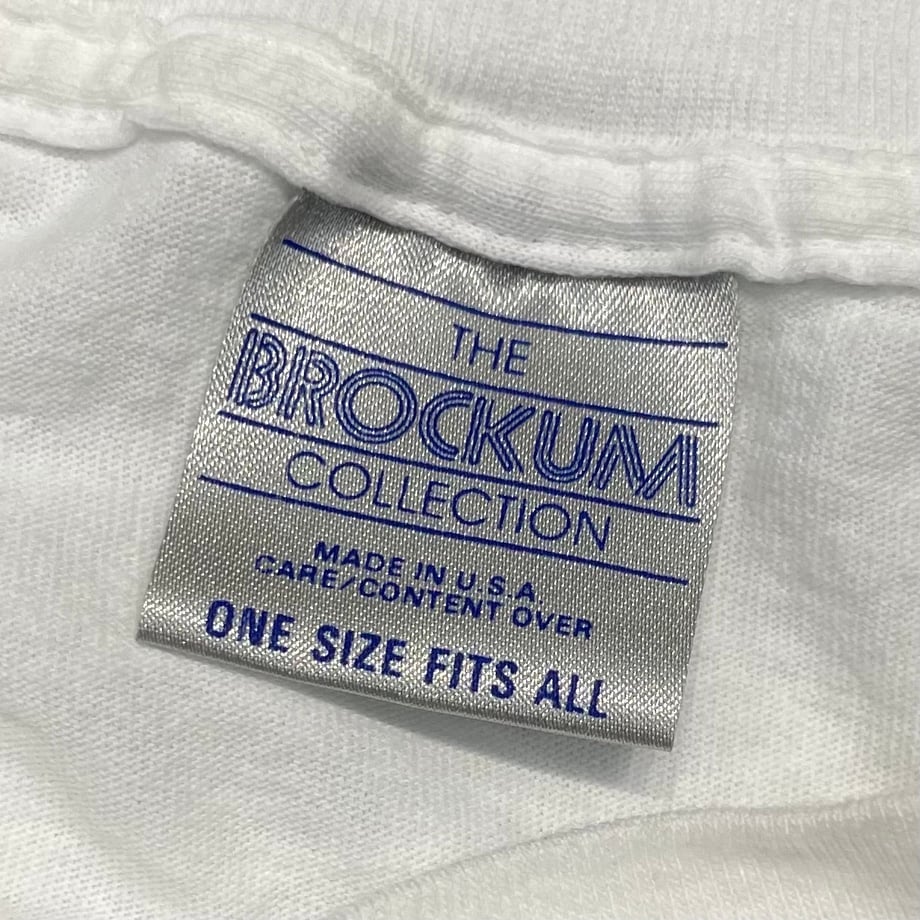 THE
BROCKUM
COLLECTION
MADE IN U.S.A.
CARE/CONTENT OVER
ONE SIZE FITS ALL